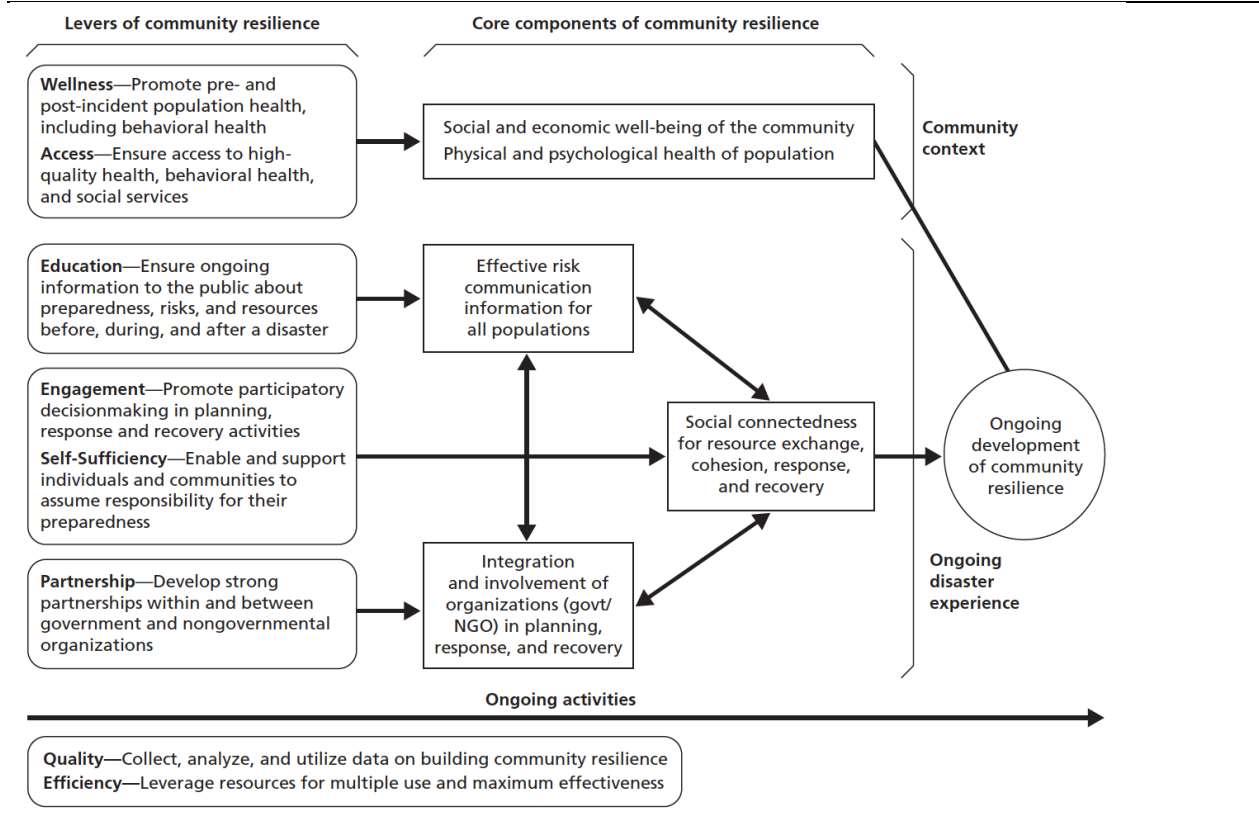 Levers of community resilience
Core components of community resilience
Wellness—Promote pre- and
post-incident population health,
including behavioral health
Access—Ensure access to high-
quality health, behavioral health,
and social services
Social and economic well-being of the community
Physical and psychological health of population
Community
context
Education—Ensure ongoing
information to the public about
preparedness, risks, and resources
before, during, and after a disaster
Effective risk
communication
information for
all populations
Engagement—Promote participatory
decisionmaking in planning,
response and recovery activities
Self-Sufficiency—Enable and support
individuals and communities to
assume responsibility for their
preparedness
Social connectedness
for resource exchange,
cohesion, response,
and recovery
Ongoing
development
of community
resilience
Partnership—Develop strong
partnerships within and between
government and nongovernmental
organizations
Integration
and involvement of
organizations (govt/
NGO) in planning,
response, and recovery
Ongoing
disaster
experience
Ongoing activities
Quality—Collect, analyze, and utilize data on building community resilience
Efficiency—Leverage resources for multiple use and maximum effectiveness